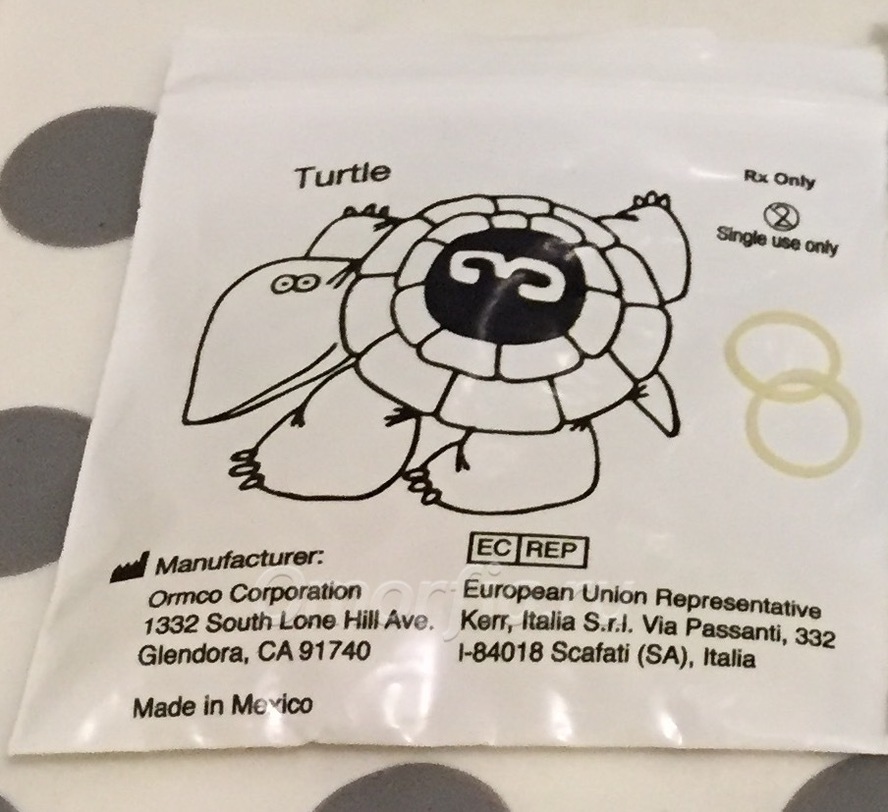 Turtle
Rx Only
2
Single use only
Manufacturer:
Ormco Corporation
1332 South Lone Hill Ave.
Glendora, CA 91740
Made in Mexico
EC REP
European Union Representative
Kerr, Italia S.r.l. Via Passanti, 332
I-84018 Scafati (SA), Italia